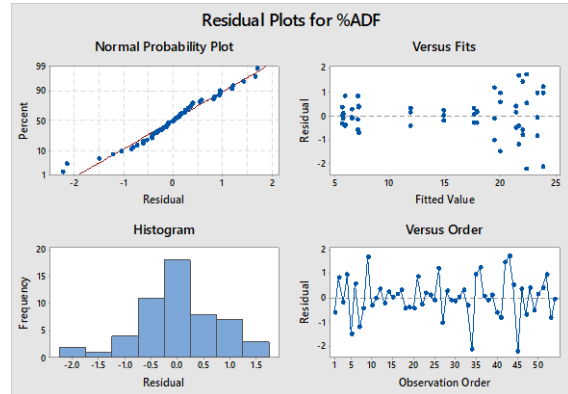 Residual Plots for %ADF
Normal Probability Plot
99
90
50
10
1
Percent
-2
-1
0
1
2
Residual
Versus Fits
2
1
0
-1
-2
Residual
5
10
15
20
25
Fitted Value
Histogram
20
15
10
5
0
Frequency
-2.0 -1.5 -1.0 -0.5 0.0 0.5 1.0 1.5
Residual
Versus Order
2
1
0
-1
-2
Residual
1 5 10 15 20 25 30 35 40 45 50
Observation Order